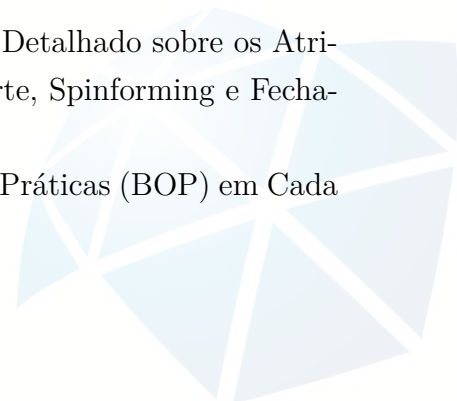 Detalhado sobre os Atri-
rte, Spinforming e Fecha-
Práticas (BOP) em Cada